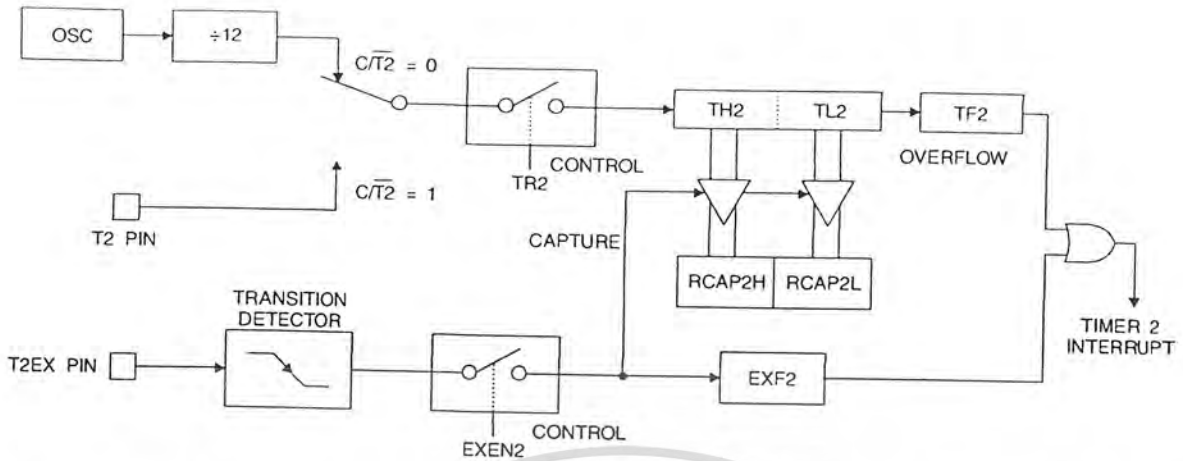 OSC
÷12
C/T2̅ = 0
TH2
TL2
TF2
OVERFLOW
CONTROL
TR2
C/T2̅ = 1
T2 PIN
CAPTURE
RCAP2H
RCAP2L
TRANSITION
DETECTOR
TIMER 2
INTERRUPT
T2EX PIN
EXF2
CONTROL
EXEN2